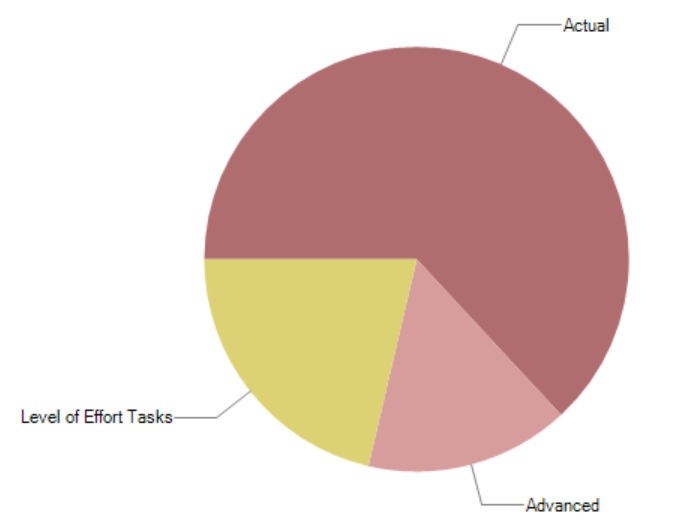 Actual
Level of Effort Tasks
Advanced